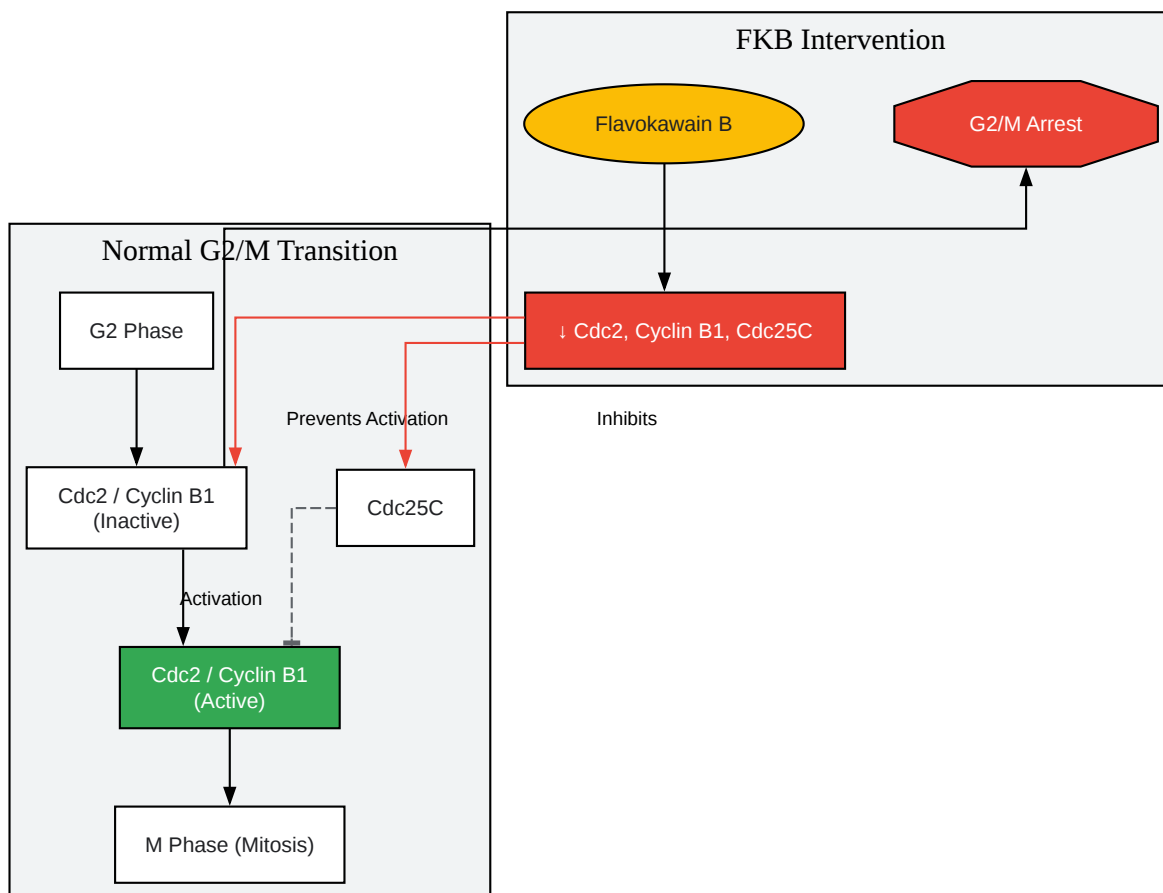 FKB Intervention
Flavokawain B
G2/M Arrest
Normal G2/M Transition
G2 Phase
↓ Cdc2, Cyclin B1, Cdc25C
Prevents Activation
Inhibits
Cdc2 / Cyclin B1
(Inactive)
Cdc25C
Activation
Cdc2 / Cyclin B1
(Active)
M Phase (Mitosis)